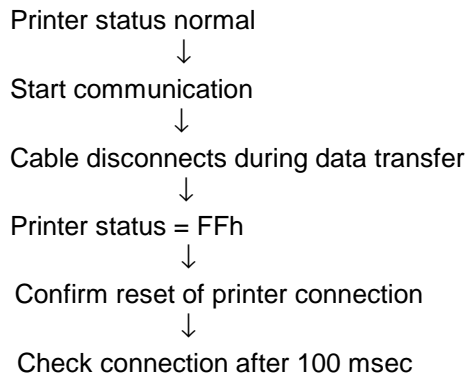 Printer status normal
↓
Start communication
↓
Cable disconnects during data transfer
↓
Printer status = FFh
↓
Confirm reset of printer connection
↓
Check connection after 100 msec